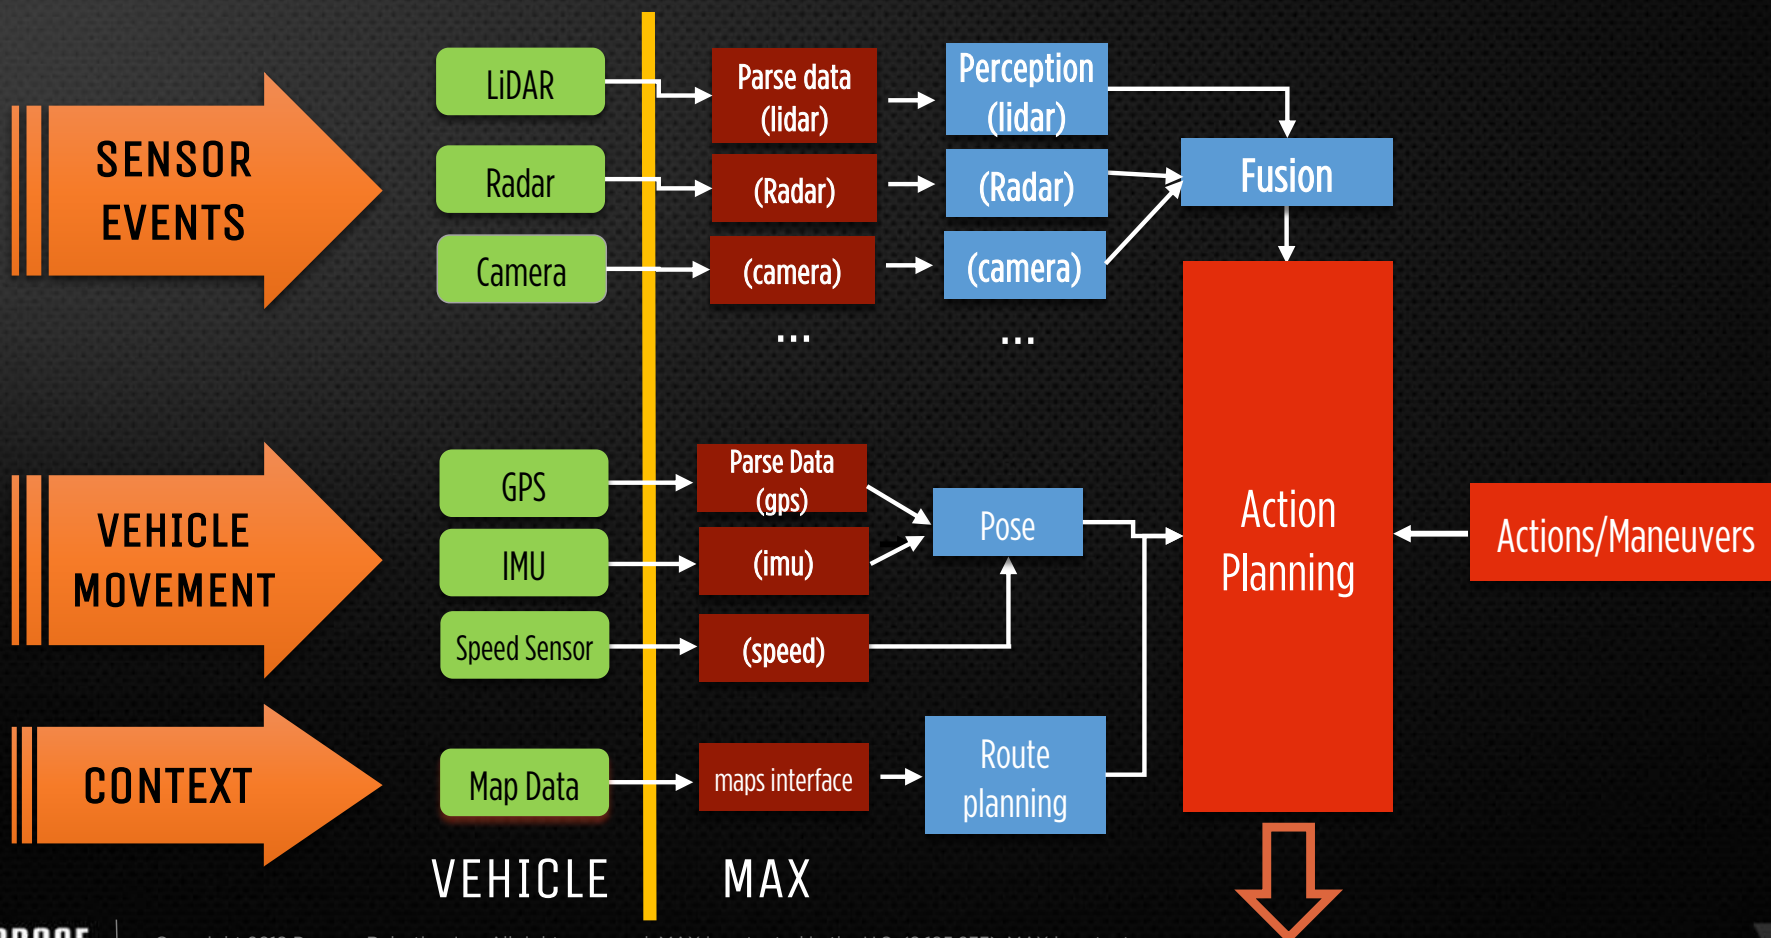 SENSOR
EVENTS
LiDAR
Parse data
(lidar)
Perception
(lidar)
Radar
(Radar)
(Radar)
Fusion
Camera
(camera)
(camera)
...
...
VEHICLE
MOVEMENT
GPS
Parse Data
(gps)
Pose
IMU
(imu)
Speed Sensor
(speed)
Action
Planning
Actions/Maneuvers
CONTEXT
Map Data
maps interface
Route
planning
VEHICLE
MAX